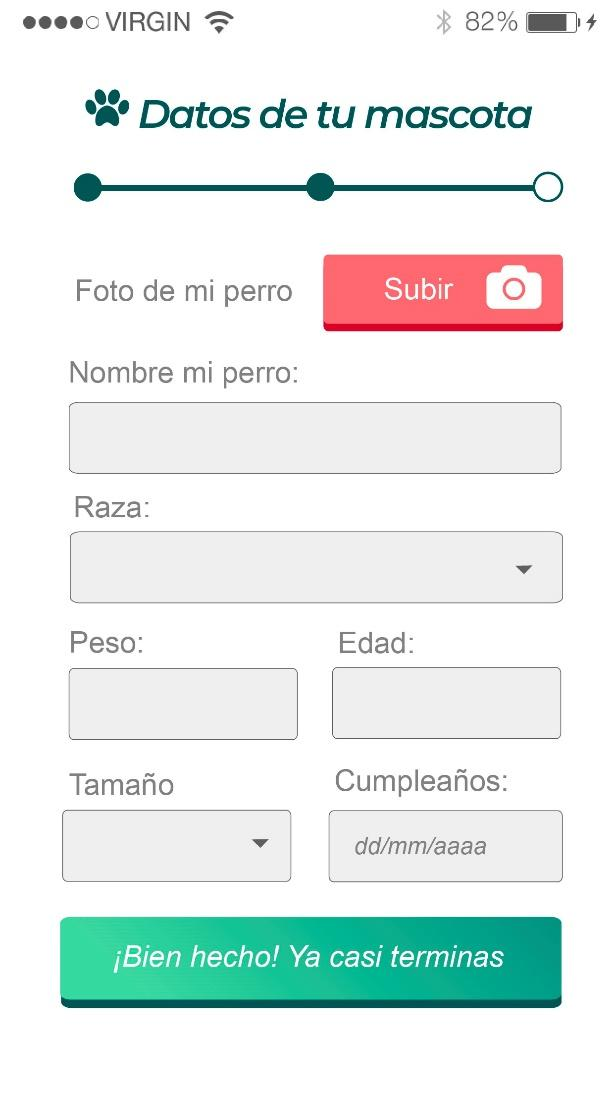 VIRGIN 82%
Datos de tu mascota
Foto de mi perro
Subir
Nombre mi perro:
Raza:
Peso:
Edad:
Tamaño
Cumpleaños:
dd/mm/aaaa
¡Bien hecho! Ya casi terminas